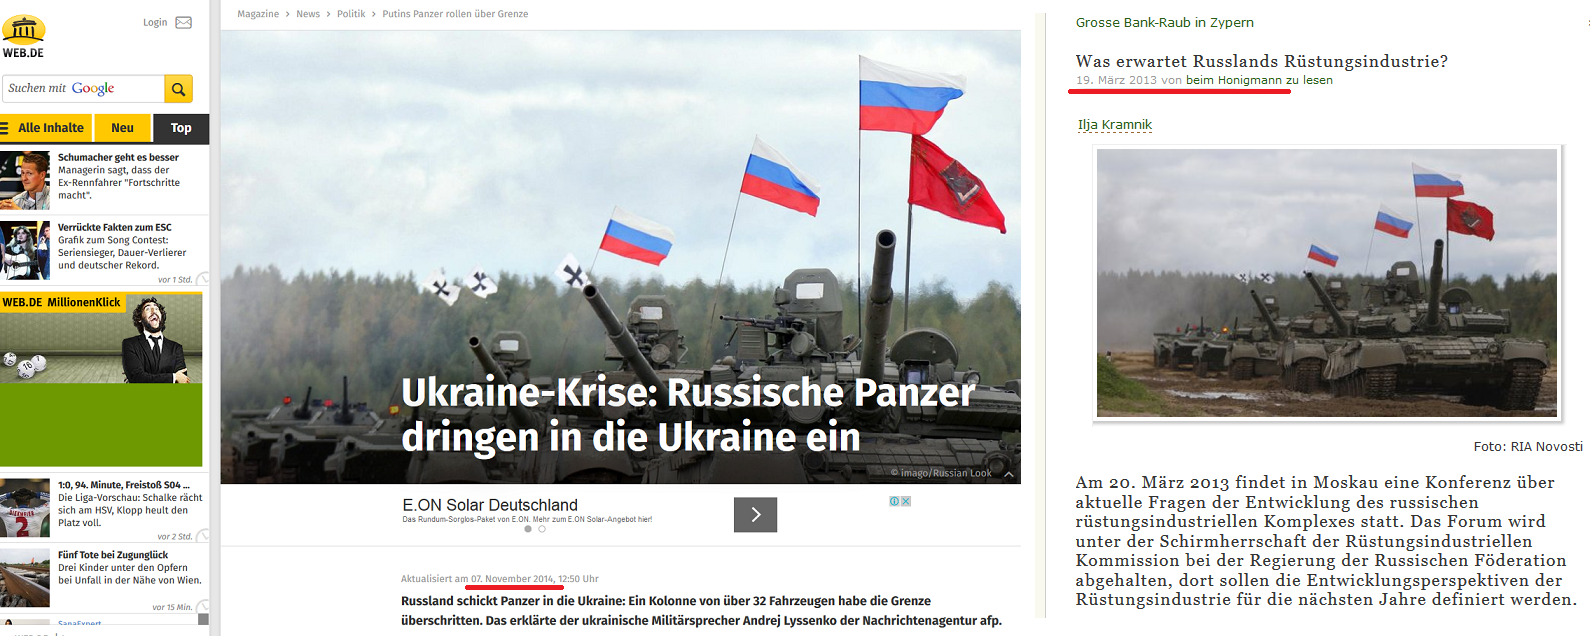 Login
WEB.DE
Suchen mit Google
Alle Inhalte
Neu
Top
Schumacher geht es besser
Managerin sagt, dass der
Ex-Rennfahrer "Fortschritte
macht".
Verrückte Fakten zum ESC
Grafik zum Song Contest:
Seriensieger, Dauer-Verlierer
und deutscher Rekord.
vor 1 Std.
WEB.DE MillionenKlick
1:0, 94. Minute, Freistoß S04 ...
Die Liga-Vorschau: Schalke rächt
sich am HSV, Klopp heult den
Platz voll.
vor 2 Std.
Fünf Tote bei Zugunglück
Drei Kinder unter den Opfern
bei Unfall in der Nähe von Wien.
vor 15 Min.
Magazine > News > Politik > Putins Panzer rollen über Grenze
Ukraine-Krise: Russische Panzer
dringen in die Ukraine ein
© imago/Russian Look
E.ON Solar Deutschland
Das Rundum-Sorglos-Paket von E.ON. Mehr zum E.ON Solar-Angebot hier!
Aktualisiert am 07. November 2014, 12:50 Uhr
Russland schickt Panzer in die Ukraine: Ein Kolonne von über 32 Fahrzeugen habe die Grenze
überschritten. Das erklärte der ukrainische Militärsprecher Andrej Lyssenko der Nachrichtenagentur afp.
Grosse Bank-Raub in Zypern
Was erwartet Russlands Rüstungsindustrie?
19. März 2013 von beim Honigmann zu lesen
Ilja Kramnik
Foto: RIA Novosti
Am 20. März 2013 findet in Moskau eine Konferenz über
aktuelle Fragen der Entwicklung des russischen
rüstungsindustriellen Komplexes statt. Das Forum wird
unter der Schirmherrschaft der Rüstungsindustriellen
Kommission bei der Regierung der Russischen Föderation
abgehalten, dort sollen die Entwicklungsperspektiven der
Rüstungsindustrie für die nächsten Jahre definiert werden.